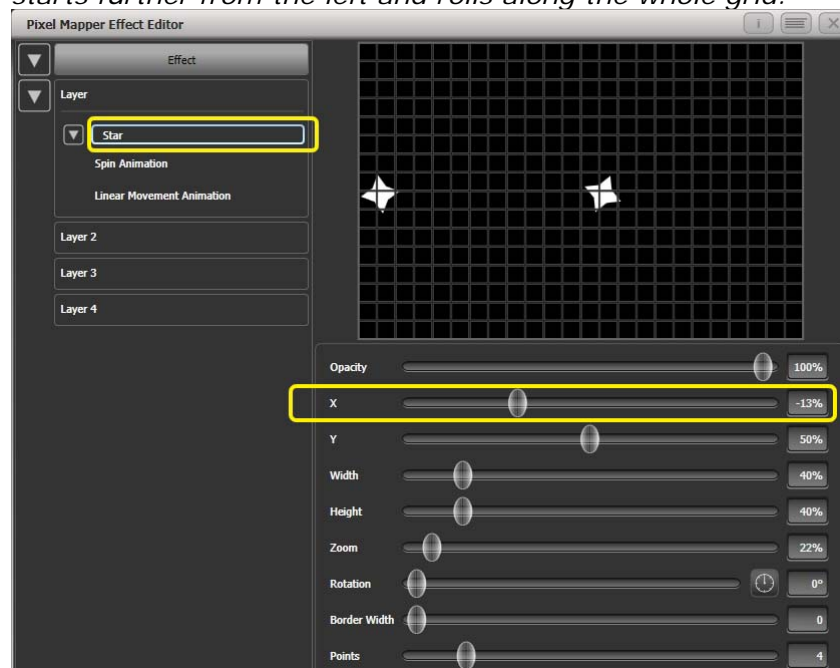 starts further from the left and rolls along the whole grid.
Pixel Mapper Effect Editor
i
Effect
Layer
Star
Spin Animation
Linear Movement Animation
Layer 2
Layer 3
Layer 4
Opacity 100%
X -13%
Y 50%
Width 40%
Height 40%
Zoom 22%
Rotation 0°
Border Width 0
Points 4